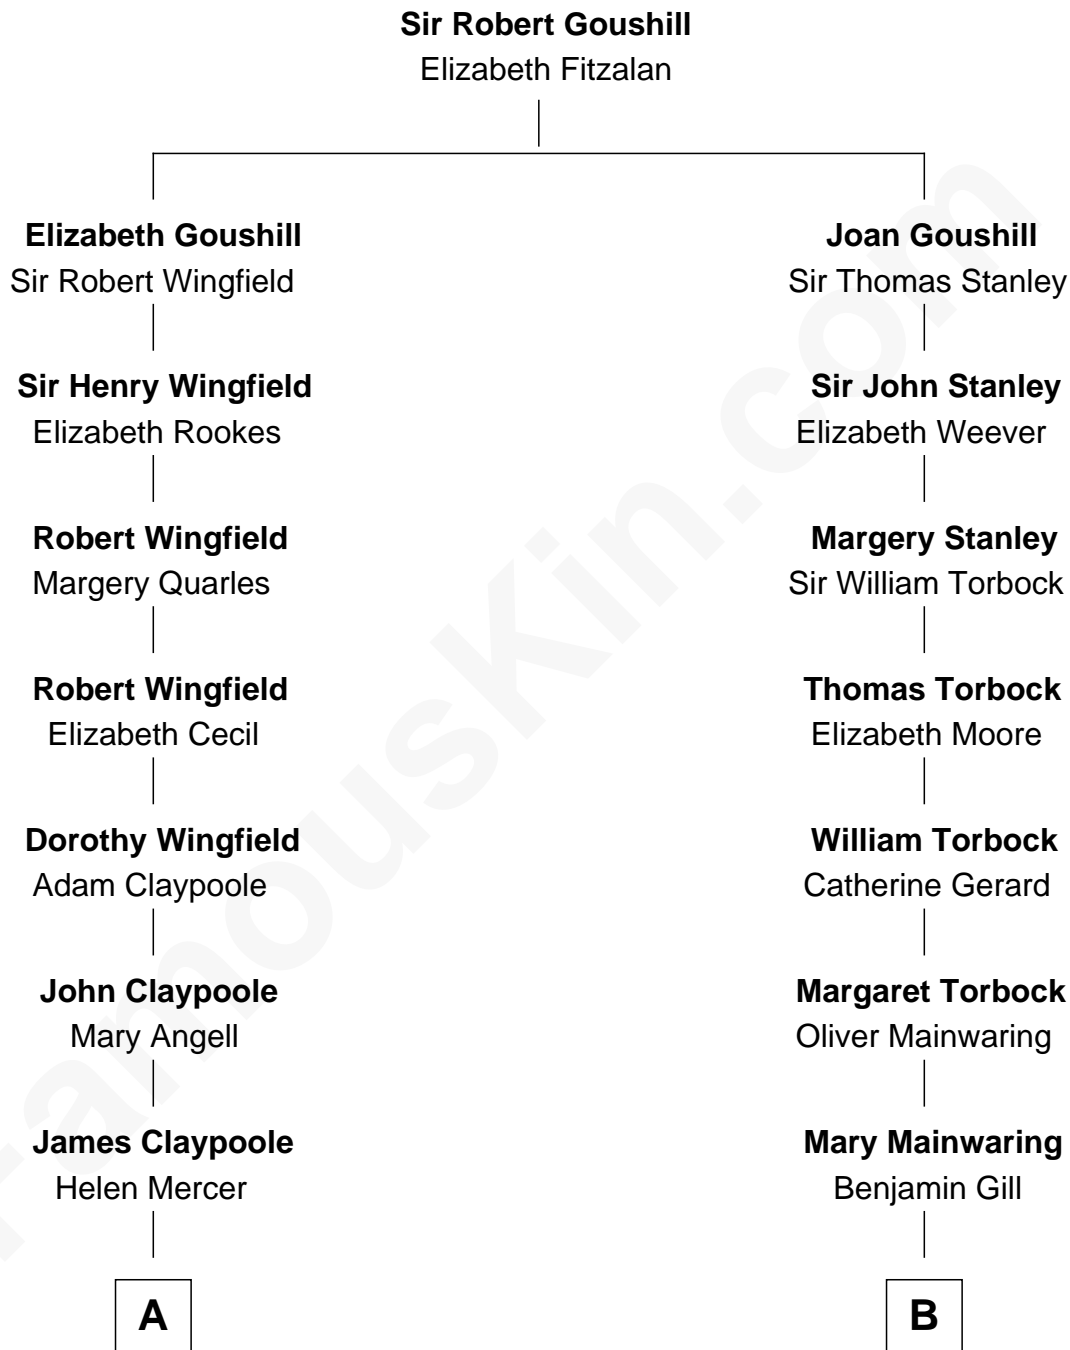 Sir Robert Goushill
Elizabeth Fitzalan
Elizabeth Goushill
Sir Robert Wingfield
Joan Goushill
Sir Thomas Stanley
Sir Henry Wingfield
Elizabeth Rookes
Sir John Stanley
Elizabeth Weever
Robert Wingfield
Margery Quarles
Margery Stanley
Sir William Torbock
Robert Wingfield
Elizabeth Cecil
Thomas Torbock
Elizabeth Moore
Dorothy Wingfield
Adam Claypoole
William Torbock
Catherine Gerard
John Claypoole
Mary Angell
Margaret Torbock
Oliver Mainwaring
James Claypoole
Helen Mercer
Mary Mainwaring
Benjamin Gill
A
B
FamousKin.com